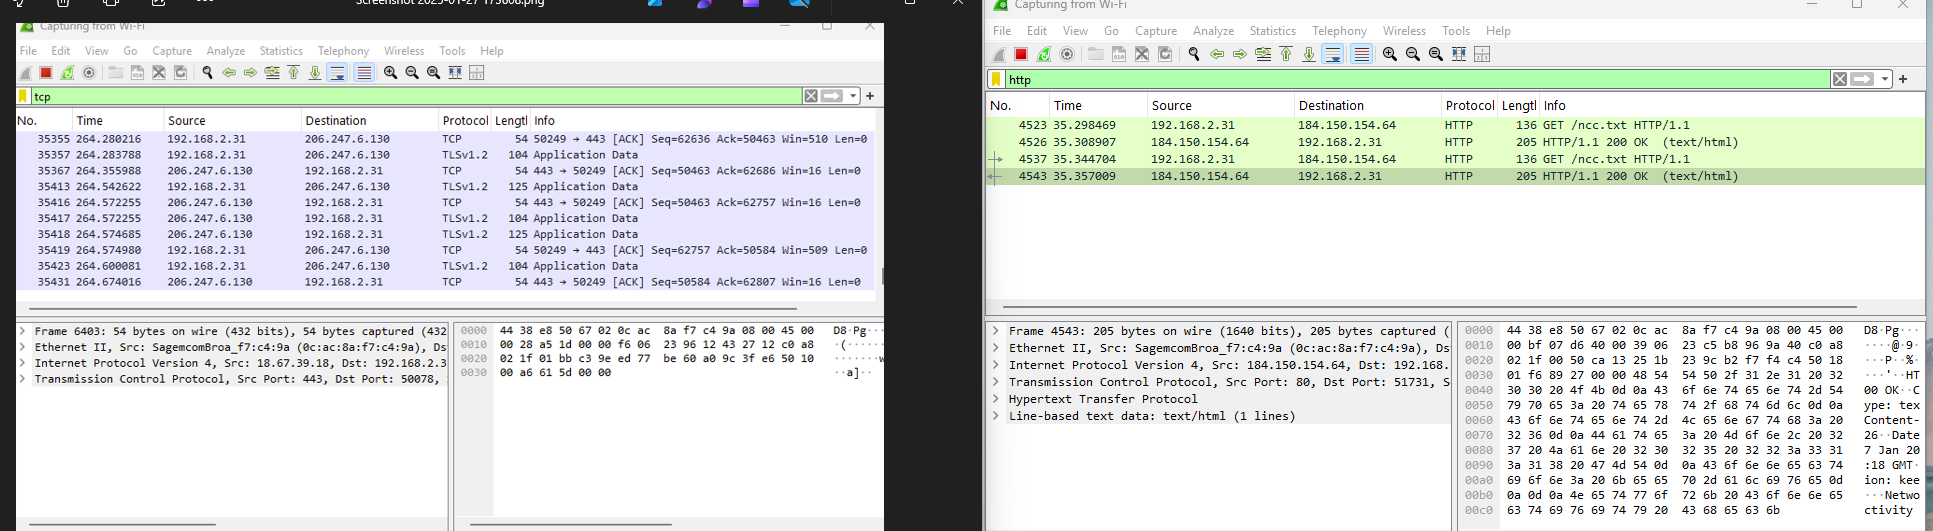 Screenshot 2025-01-27 175608.png
Capturing from Wi-Fi
File Edit View Go Capture Analyze Statistics Telephony Wireless Tools Help
tcp
No. Time Source Destination Protocol Lengtl Info
35355 264.280216 192.168.2.31 206.247.6.130 TCP 54 50249 → 443 [ACK] Seq=62636 Ack=50463 Win=510 Len=0
35357 264.283788 192.168.2.31 206.247.6.130 TLSv1.2 104 Application Data
35367 264.355988 206.247.6.130 192.168.2.31 TCP 54 443 → 50249 [ACK] Seq=50463 Ack=62686 Win=16 Len=0
35413 264.542622 192.168.2.31 206.247.6.130 TLSv1.2 125 Application Data
35416 264.572255 206.247.6.130 192.168.2.31 TCP 54 443 → 50249 [ACK] Seq=50463 Ack=62757 Win=16 Len=0
35417 264.572255 206.247.6.130 192.168.2.31 TLSv1.2 104 Application Data
35418 264.574685 206.247.6.130 192.168.2.31 TLSv1.2 125 Application Data
35419 264.574980 192.168.2.31 206.247.6.130 TCP 54 50249 → 443 [ACK] Seq=62757 Ack=50584 Win=509 Len=0
35423 264.600081 192.168.2.31 206.247.6.130 TLSv1.2 104 Application Data
35431 264.674016 206.247.6.130 192.168.2.31 TCP 54 443 → 50249 [ACK] Seq=50584 Ack=62807 Win=16 Len=0
Frame 6403: 54 bytes on wire (432 bits), 54 bytes captured (432
Ethernet II, Src: SagemcomBroa_f7:c4:9a (0c:ac:8a:f7:c4:9a), Ds
Internet Protocol Version 4, Src: 18.67.39.18, Dst: 192.168.2.3
Transmission Control Protocol, Src Port: 443, Dst Port: 50078,
0000 44 38 e8 50 67 02 0c ac 8a f7 c4 9a 08 00 45 00 D8·Pg···
0010 00 28 a5 1d 00 00 f6 06 23 96 12 43 27 12 c0 a8 ·(······
0020 02 1f 01 bb c3 9e ed 77 be 60 a0 9c 3f e6 50 10 ·······w
0030 00 a6 61 5d 00 00 ··a]··
Capturing from Wi-Fi
File Edit View Go Capture Analyze Statistics Telephony Wireless Tools Help
http
No. Time Source Destination Protocol Lengtl Info
4523 35.298469 192.168.2.31 184.150.154.64 HTTP 136 GET /ncc.txt HTTP/1.1
4526 35.308907 184.150.154.64 192.168.2.31 HTTP 205 HTTP/1.1 200 OK (text/html)
4537 35.344704 192.168.2.31 184.150.154.64 HTTP 136 GET /ncc.txt HTTP/1.1
4543 35.357009 184.150.154.64 192.168.2.31 HTTP 205 HTTP/1.1 200 OK (text/html)
Frame 4543: 205 bytes on wire (1640 bits), 205 bytes captured (
Ethernet II, Src: SagemcomBroa_f7:c4:9a (0c:ac:8a:f7:c4:9a), Ds
Internet Protocol Version 4, Src: 184.150.154.64, Dst: 192.168.
Transmission Control Protocol, Src Port: 80, Dst Port: 51731, S
Hypertext Transfer Protocol
Line-based text data: text/html (1 lines)
0000 44 38 e8 50 67 02 0c ac 8a f7 c4 9a 08 00 45 00 D8·Pg···
0010 00 bf 07 d6 40 00 39 06 23 c5 b8 96 9a 40 c0 a8 ····@·9·
0020 02 1f 00 50 ca 13 25 1b 23 9c b2 f7 f4 c4 50 18 ···P··%·
0030 01 f6 89 27 00 00 48 54 54 50 2f 31 2e 31 20 32 ···'··HT
0040 30 30 20 4f 4b 0d 0a 43 6f 6e 74 65 6e 74 2d 54 00 OK··C
0050 79 70 65 3a 20 74 65 78 74 2f 68 74 6d 6c 0d 0a ype: tex
0060 43 6f 6e 74 65 6e 74 2d 4c 65 6e 67 74 68 3a 20 Content-
0070 32 36 0d 0a 44 61 74 65 3a 20 4d 6f 6e 2c 20 32 26··Date
0080 37 20 4a 61 6e 20 32 30 32 35 20 32 32 3a 33 31 7 Jan 20
0090 3a 31 38 20 47 4d 54 0d 0a 43 6f 6e 6e 65 63 74 :18 GMT·
00a0 69 6f 6e 3a 20 6b 65 65 70 2d 61 6c 69 76 65 0d ion: kee
00b0 0a 0d 0a 4e 65 74 77 6f 72 6b 20 43 6f 6e 6e 65 ···Netwo
00c0 63 74 69 76 69 74 79 20 43 68 65 63 6b ctivity